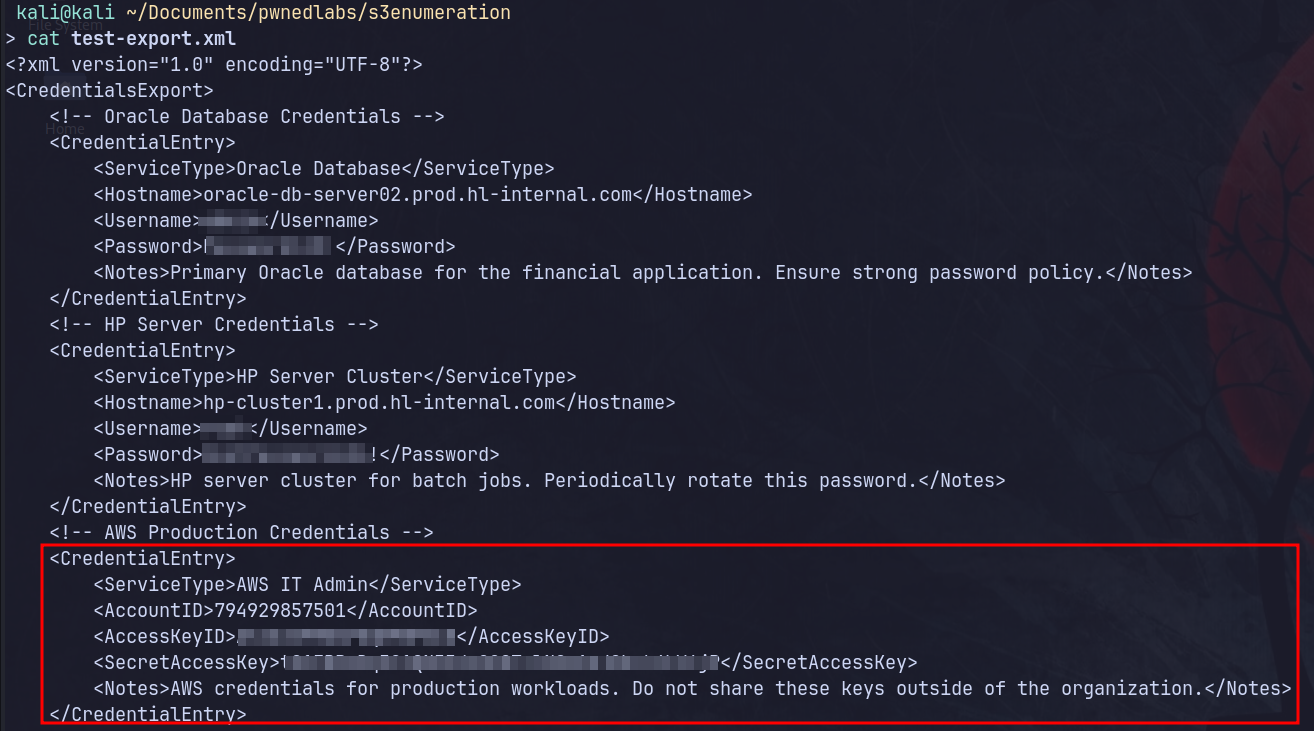 kali@kali ~/Documents/pwnedlabs/s3enumeration
File System
> cat test-export.xml
<?xml version="1.0" encoding="UTF-8"?>
<CredentialsExport>
    <!-- Oracle Database Credentials -->
Home
    <CredentialEntry>
        <ServiceType>Oracle Database</ServiceType>
        <Hostname>oracle-db-server02.prod.hl-internal.com</Hostname>
        <Username></Username>
        <Password></Password>
        <Notes>Primary Oracle database for the financial application. Ensure strong password policy.</Notes>
    </CredentialEntry>
    <!-- HP Server Credentials -->
    <CredentialEntry>
        <ServiceType>HP Server Cluster</ServiceType>
        <Hostname>hp-cluster1.prod.hl-internal.com</Hostname>
        <Username></Username>
        <Password>!</Password>
        <Notes>HP server cluster for batch jobs. Periodically rotate this password.</Notes>
    </CredentialEntry>
    <!-- AWS Production Credentials -->
    <CredentialEntry>
        <ServiceType>AWS IT Admin</ServiceType>
        <AccountID>794929857501</AccountID>
        <AccessKeyID></AccessKeyID>
        <SecretAccessKey></SecretAccessKey>
        <Notes>AWS credentials for production workloads. Do not share these keys outside of the organization.</Notes>
    </CredentialEntry>